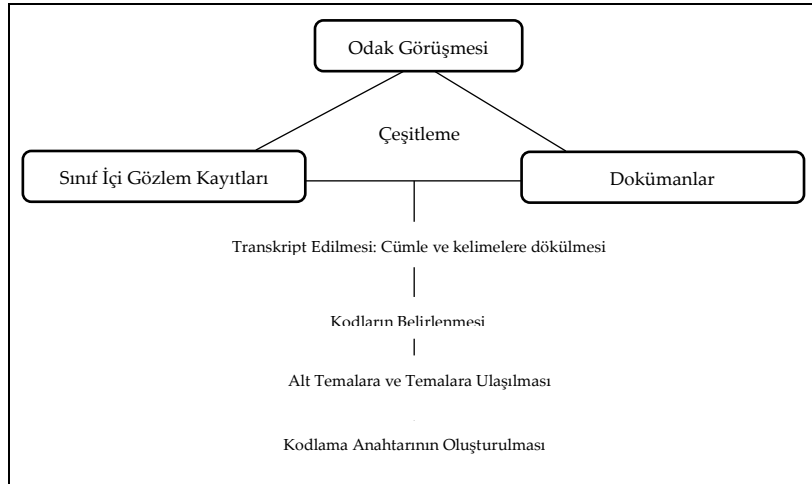 Odak Görüşmesi
Çeşitleme
Sınıf İçi Gözlem Kayıtları
Dokümanlar
Transkript Edilmesi: Cümle ve kelimelere dökülmesi
Kodların Belirlenmesi
Alt Temalara ve Temalara Ulaşılması
Kodlama Anahtarının Oluşturulması